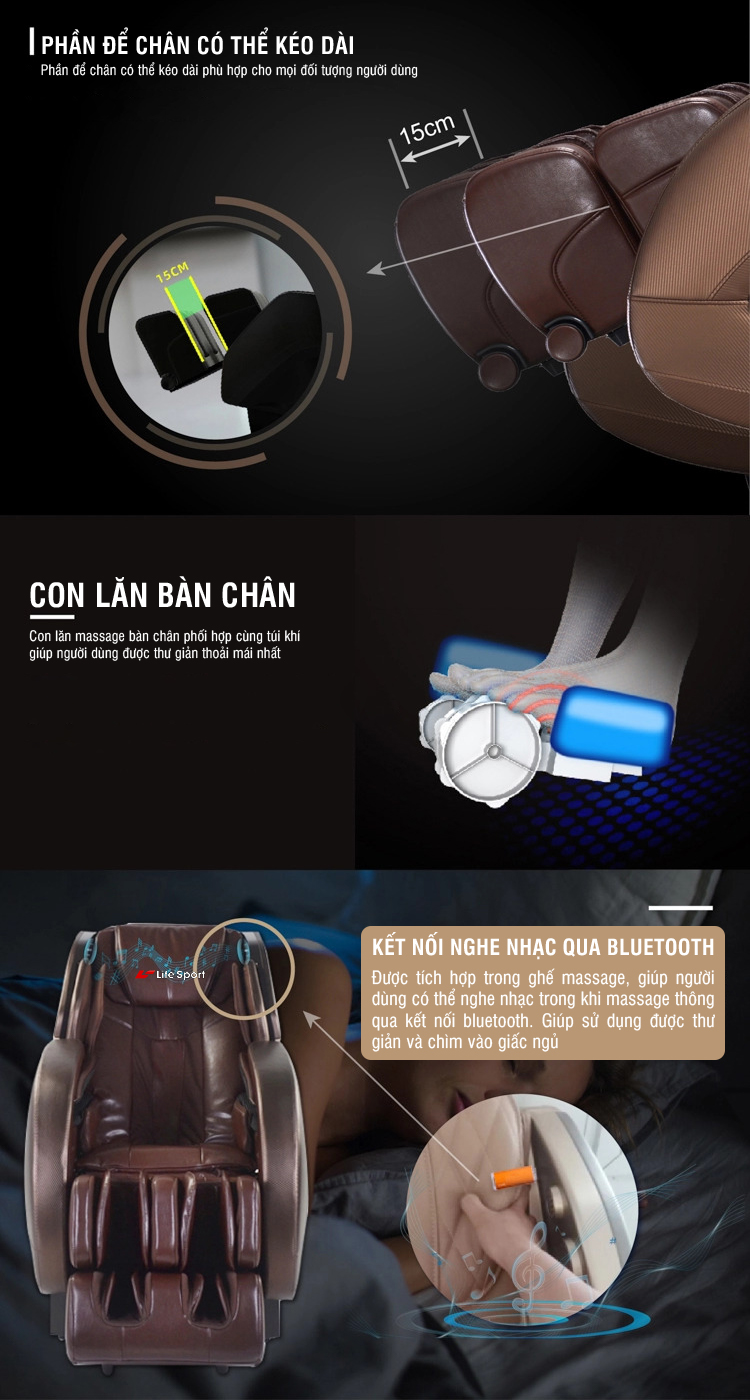 PHẦN ĐỂ CHÂN CÓ THỂ KÉO DÀI
Phần để chân có thể kéo dài phù hợp cho mọi đối tượng người dùng
15cm
15CM
CON LĂN BÀN CHÂN
Con lăn massage bàn chân phối hợp cùng túi khí
giúp người dùng được thư giãn thoải mái nhất
KẾT NỐI NGHE NHẠC QUA BLUETOOTH
Được tích hợp trong ghế massage, giúp người
dùng có thể nghe nhạc trong khi massage thông
qua kết nối bluetooth. Giúp sử dụng được thư
giãn và chìm vào giấc ngủ
LifeSport